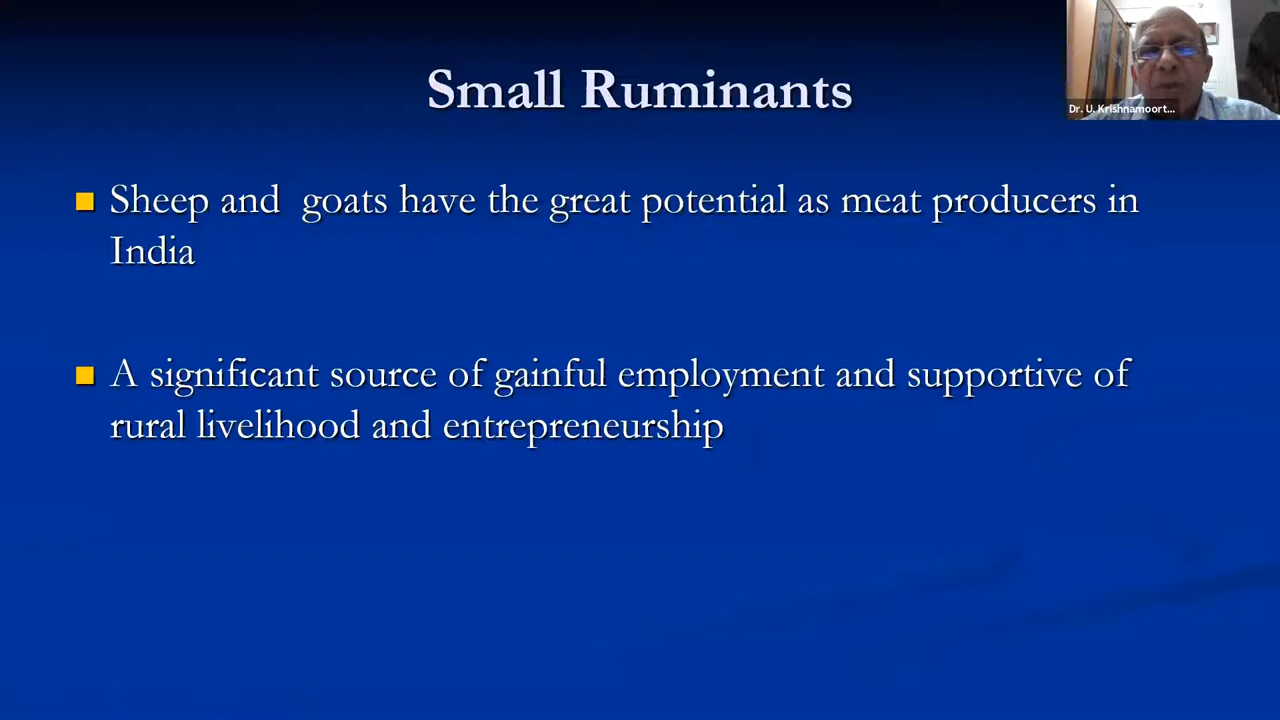 Small Ruminants
Dr. U. Krishnamoort...
Sheep and goats have the great potential as meat producers in
India
A significant source of gainful employment and supportive of
rural livelihood and entrepreneurship